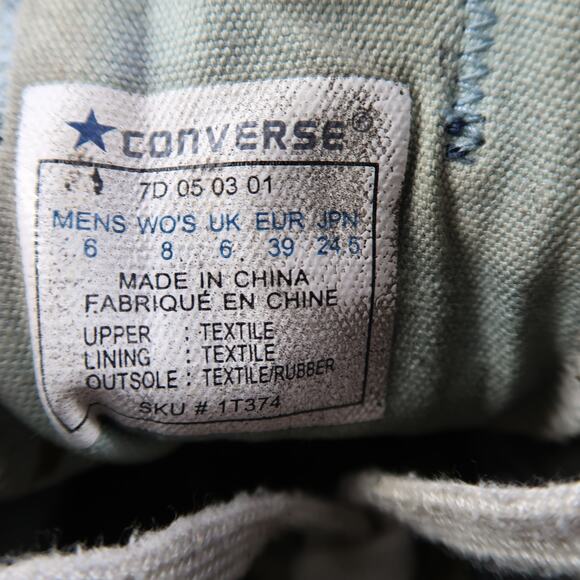 CONVERSE®
7D 05 03 01
MENS WO'S UK EUR JPN
6 8 6 39 24.5
MADE IN CHINA
FABRIQUÉ EN CHINE
UPPER : TEXTILE
LINING : TEXTILE
OUTSOLE : TEXTILE/RUBBER
SKU # 1T374